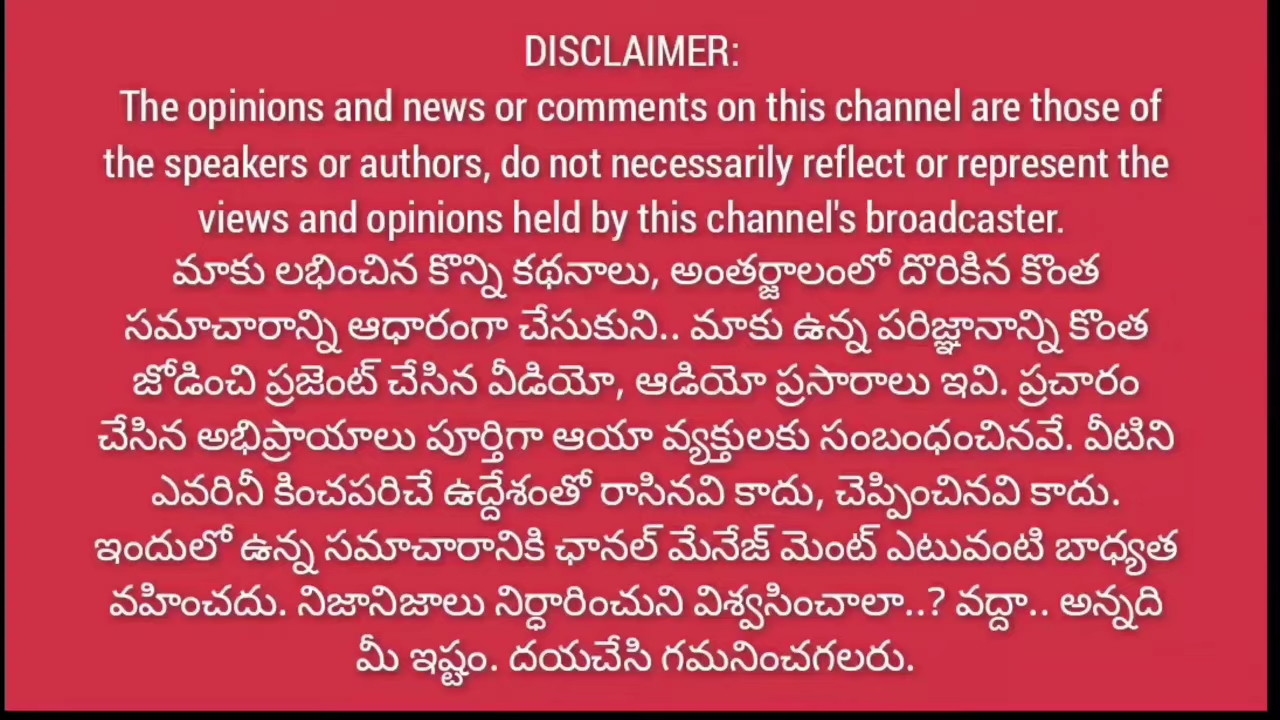 DISCLAIMER:
The opinions and news or comments on this channel are those of
the speakers or authors, do not necessarily reflect or represent the
views and opinions held by this channel's broadcaster.
మాకు లభించిన కొన్ని కథనాలు, అంతర్జాలంలో దొరికిన కొంత
సమాచారాన్ని ఆధారంగా చేసుకుని.. మాకు ఉన్న పరిజ్ఞానాన్ని కొంత
జోడించి ప్రజెంట్ చేసిన వీడియో, ఆడియో ప్రసారాలు ఇవి. ప్రచారం
చేసిన అభిప్రాయాలు పూర్తిగా ఆయా వ్యక్తులకు సంబంధంచినవే. వీటిని
ఎవరినీ కించపరిచే ఉద్దేశంతో రాసినవి కాదు, చెప్పించినవి కాదు.
ఇందులో ఉన్న సమాచారానికి ఛానల్ మేనేజ్ మెంట్ ఎటువంటి బాధ్యత
వహించదు. నిజానిజాలు నిర్ధారించుని విశ్వసించాలా..? వద్దా.. అన్నది
మీ ఇష్టం. దయచేసి గమనించగలరు.